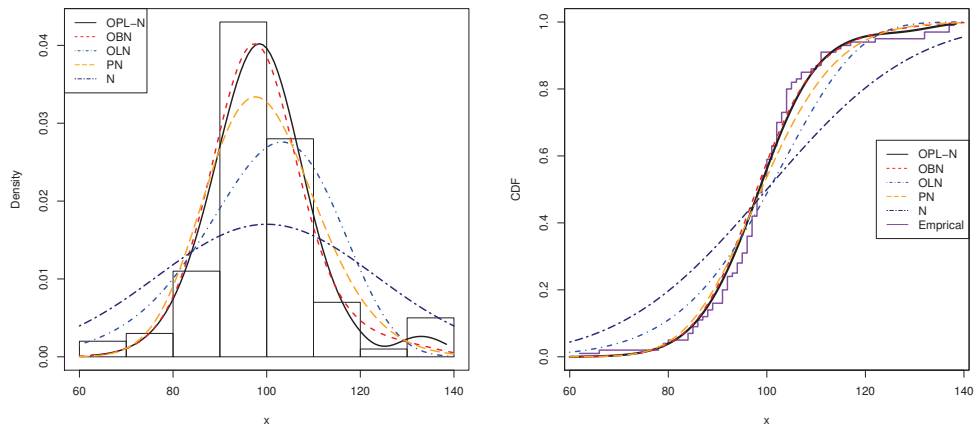 OPL-N
OBN
OLN
PN
N
Density
0.00
0.01
0.02
0.03
0.04
60
80
100
120
140
x
OPL-N
OBN
OLN
PN
N
Emprical
CDF
0.0
0.2
0.4
0.6
0.8
1.0
60
80
100
120
140
x